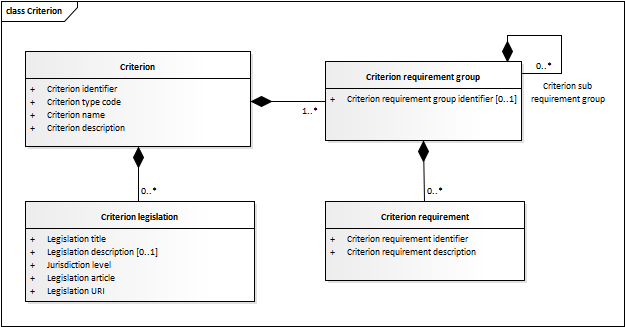 class Criterion
Criterion
+ Criterion identifier
+ Criterion type code
+ Criterion name
+ Criterion description
1..*
Criterion requirement group
+ Criterion requirement group identifier [0..1]
0..*
Criterion sub
requirement group
0..*
Criterion legislation
+ Legislation title
+ Legislation description [0..1]
+ Jurisdiction level
+ Legislation article
+ Legislation URI
0..*
Criterion requirement
+ Criterion requirement identifier
+ Criterion requirement description